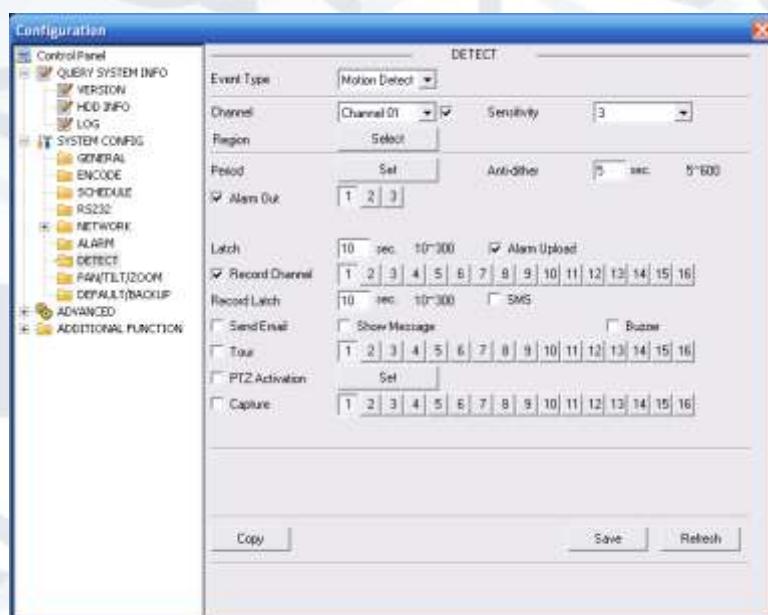 Configuration
Control Panel
QUERY SYSTEM INFO
VERSION
HDD INFO
LOG
SYSTEM CONFIG
GENERAL
ENCODE
SCHEDULE
RS232
NETWORK
ALARM
DETECT
PAN/TILT/ZOOM
DEFAULT/BACKUP
ADVANCED
ADDITIONAL FUNCTION
DETECT
Event Type Motion Detect
Channel Channel 01 Sensitivity 3
Region Select
Period Set Anti-dither 5 sec. 5~600
Alarm Out 1 2 3
Latch 10 sec. 10~300 Alarm Upload
Record Channel 1 2 3 4 5 6 7 8 9 10 11 12 13 14 15 16
Record Latch 10 sec. 10~300 SMS
Send Email Show Message Buzzer
Tour 1 2 3 4 5 6 7 8 9 10 11 12 13 14 15 16
PTZ Activation Set
Capture 1 2 3 4 5 6 7 8 9 10 11 12 13 14 15 16
Copy Save Refresh